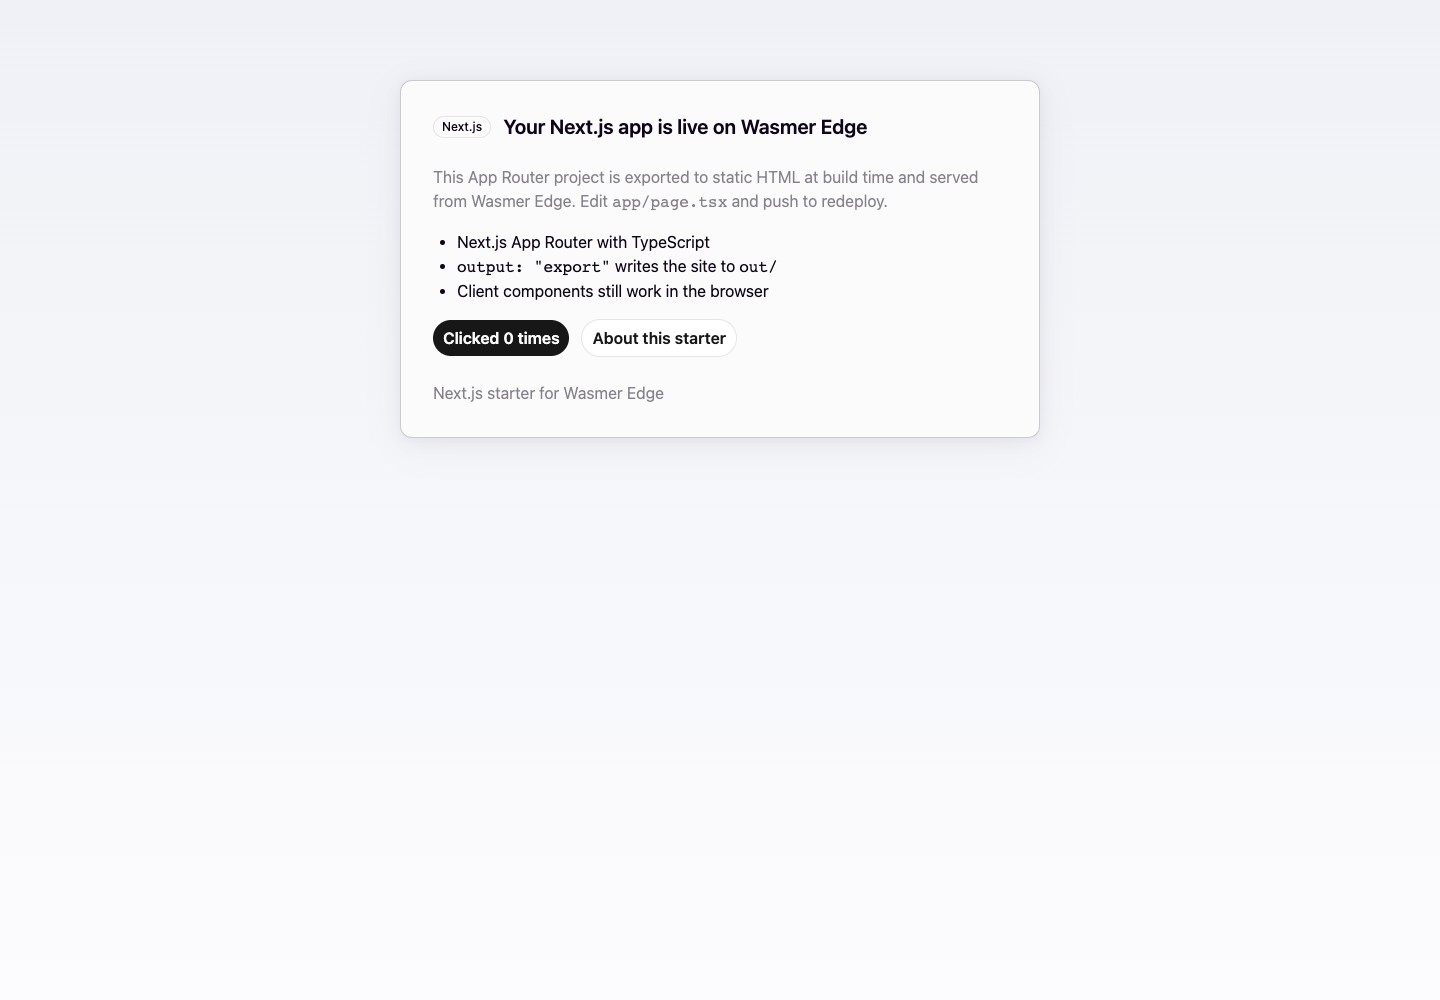 Next.js
Your Next.js app is live on Wasmer Edge
This App Router project is exported to static HTML at build time and served
from Wasmer Edge. Edit app/page.tsx and push to redeploy.
Next.js App Router with TypeScript
output: "export" writes the site to out/
Client components still work in the browser
Clicked 0 times
About this starter
Next.js starter for Wasmer Edge